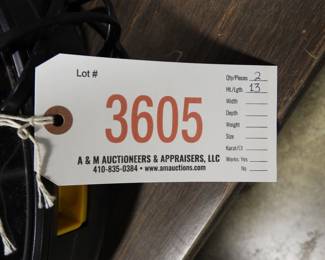 Lot #
3605
A & M AUCTIONEERS & APPRAISERS, LLC
410-835-0384 • www.amauctions.com
Qty/Pieces 2
Ht./Lgth 13
Width
Depth
Weight
Size
Karat/Ct
Works: Yes
No